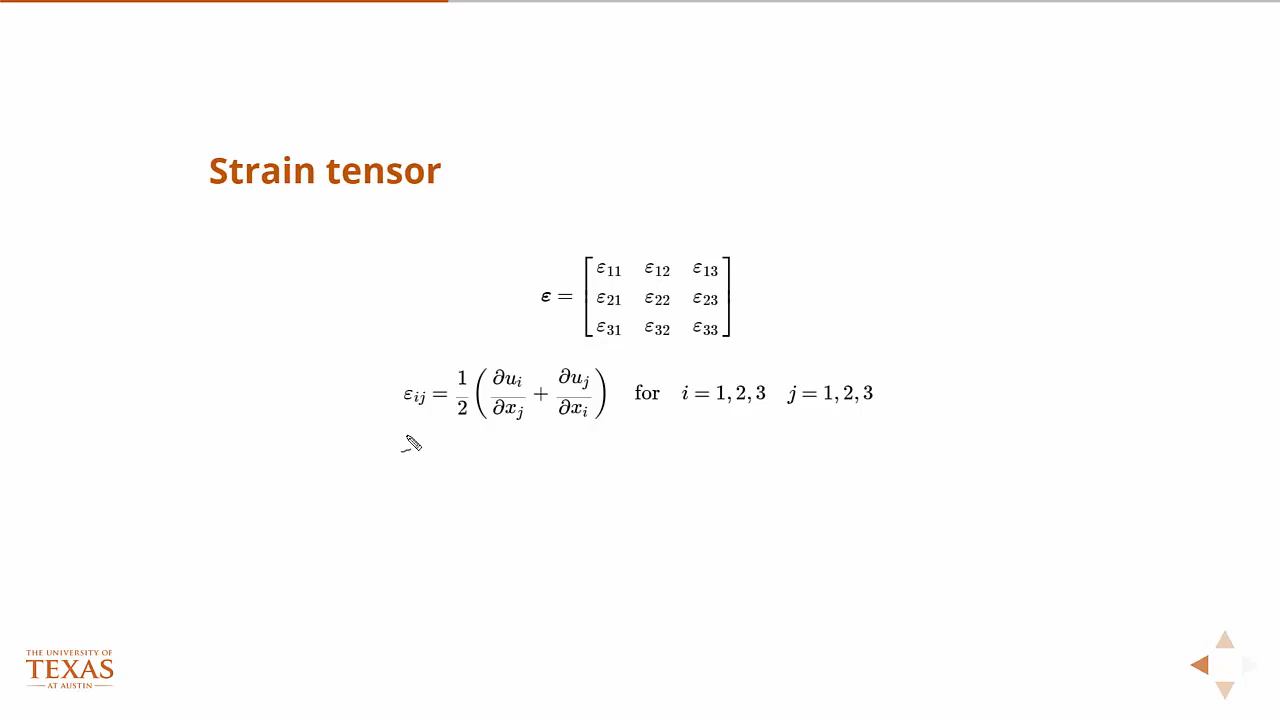 Strain tensor
ε = [ ε₁₁ ε₁₂ ε₁₃
ε₂₁ ε₂₂ ε₂₃
ε₃₁ ε₃₂ ε₃₃ ]
εᵢⱼ = 1/2 ( ∂uᵢ/∂xⱼ + ∂uⱼ/∂xᵢ ) for i = 1, 2, 3 j = 1, 2, 3
THE UNIVERSITY OF
TEXAS
AT AUSTIN